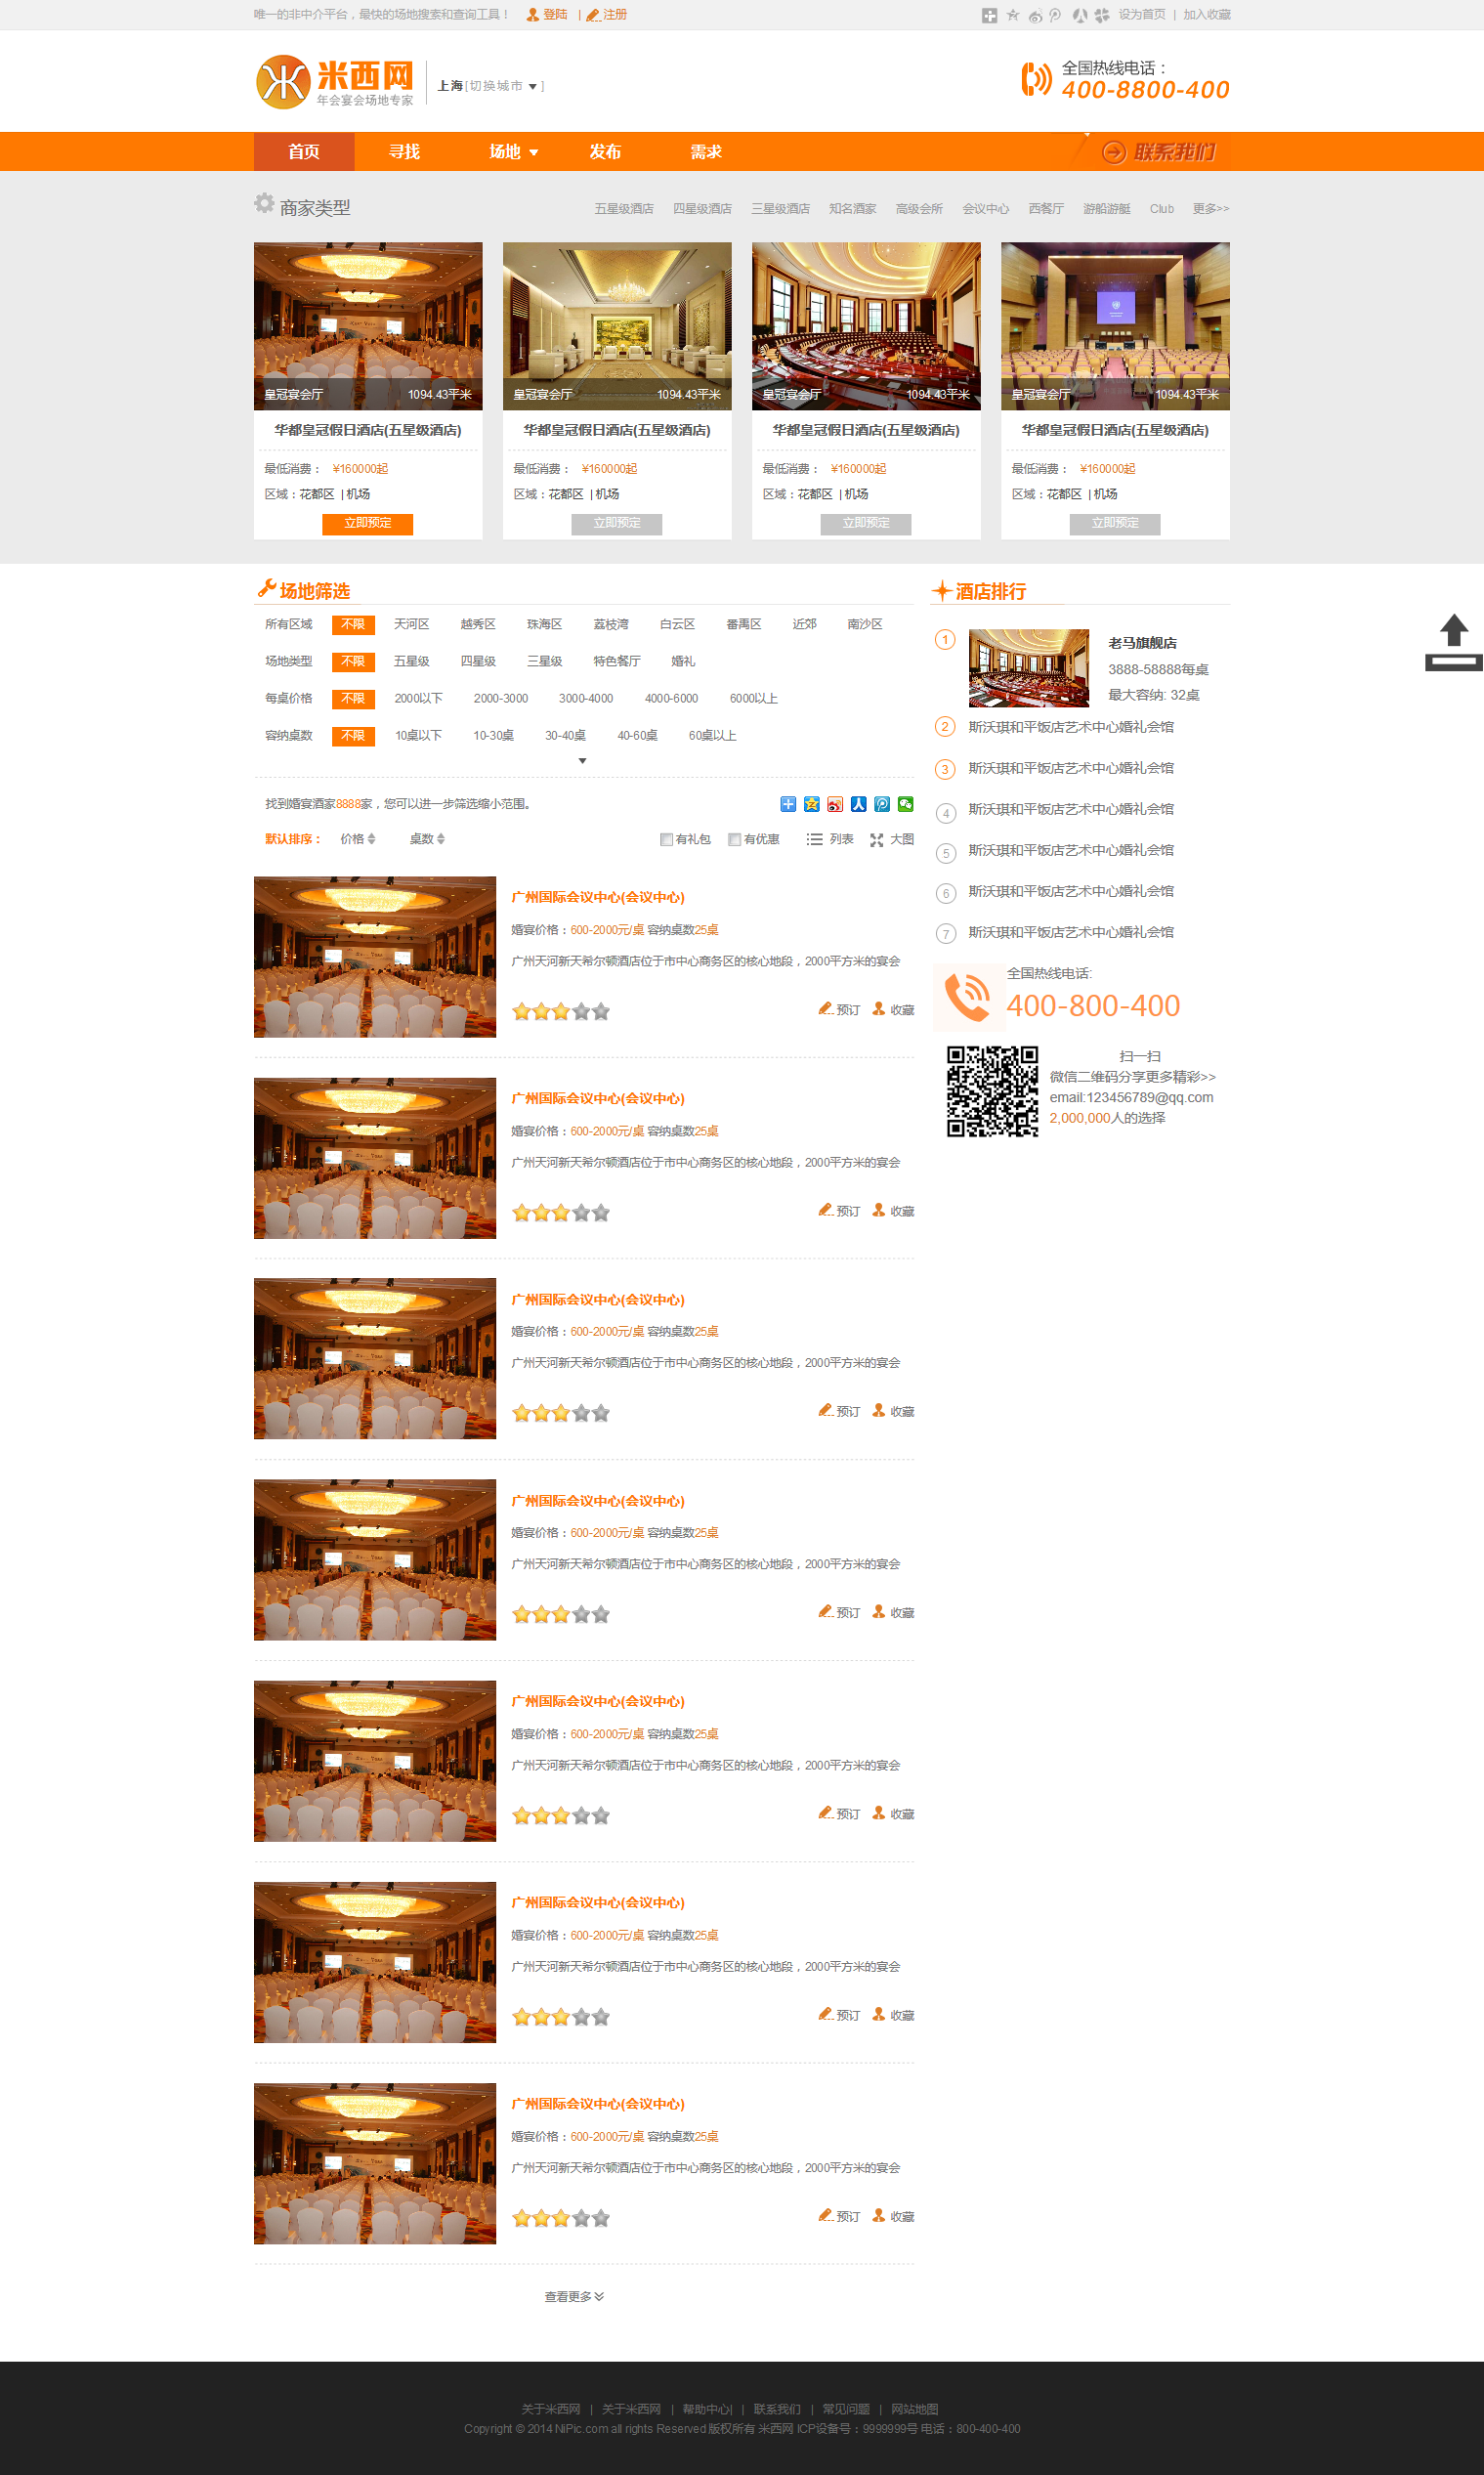 唯一的非中介平台，最快的场地搜索和查询工具！ 登陆 | 注册 设为首页 | 加入收藏
米西网
年会宴会场地专家
上海[切换城市 ]
全国热线电话：
400-8800-400
首页 寻找 场地 发布 需求 联系我们
商家类型 五星级酒店 四星级酒店 三星级酒店 知名酒家 高级会所 会议中心 西餐厅 游船游艇 Club 更多>>
皇冠宴会厅 1094.43平米 皇冠宴会厅 1094.43平米 皇冠宴会厅 1094.43平米 皇冠宴会厅 1094.43平米
华都皇冠假日酒店(五星级酒店) 华都皇冠假日酒店(五星级酒店) 华都皇冠假日酒店(五星级酒店) 华都皇冠假日酒店(五星级酒店)
最低消费： ¥160000起 最低消费： ¥160000起 最低消费： ¥160000起 最低消费： ¥160000起
区域：花都区 | 机场 区域：花都区 | 机场 区域：花都区 | 机场 区域：花都区 | 机场
立即预定 立即预定 立即预定 立即预定
场地筛选
所有区域 不限 天河区 越秀区 珠海区 荔枝湾 白云区 番禺区 近郊 南沙区
场地类型 不限 五星级 四星级 三星级 特色餐厅 婚礼
每桌价格 不限 2000以下 2000-3000 3000-4000 4000-6000 6000以上
容纳桌数 不限 10桌以下 10-30桌 30-40桌 40-60桌 60桌以上
找到婚宴酒家8888家，您可以进一步筛选缩小范围。
默认排序： 价格 桌数 有礼包 有优惠 列表 大图
广州国际会议中心(会议中心)
婚宴价格：600-2000元/桌 容纳桌数25桌
广州天河新天希尔顿酒店位于市中心商务区的核心地段，2000平方米的宴会
预订 收藏
广州国际会议中心(会议中心)
婚宴价格：600-2000元/桌 容纳桌数25桌
广州天河新天希尔顿酒店位于市中心商务区的核心地段，2000平方米的宴会
预订 收藏
广州国际会议中心(会议中心)
婚宴价格：600-2000元/桌 容纳桌数25桌
广州天河新天希尔顿酒店位于市中心商务区的核心地段，2000平方米的宴会
预订 收藏
广州国际会议中心(会议中心)
婚宴价格：600-2000元/桌 容纳桌数25桌
广州天河新天希尔顿酒店位于市中心商务区的核心地段，2000平方米的宴会
预订 收藏
广州国际会议中心(会议中心)
婚宴价格：600-2000元/桌 容纳桌数25桌
广州天河新天希尔顿酒店位于市中心商务区的核心地段，2000平方米的宴会
预订 收藏
广州国际会议中心(会议中心)
婚宴价格：600-2000元/桌 容纳桌数25桌
广州天河新天希尔顿酒店位于市中心商务区的核心地段，2000平方米的宴会
预订 收藏
广州国际会议中心(会议中心)
婚宴价格：600-2000元/桌 容纳桌数25桌
广州天河新天希尔顿酒店位于市中心商务区的核心地段，2000平方米的宴会
预订 收藏
查看更多
酒店排行
1 老马旗舰店
3888-58888每桌
最大容纳: 32桌
2 斯沃琪和平饭店艺术中心婚礼会馆
3 斯沃琪和平饭店艺术中心婚礼会馆
4 斯沃琪和平饭店艺术中心婚礼会馆
5 斯沃琪和平饭店艺术中心婚礼会馆
6 斯沃琪和平饭店艺术中心婚礼会馆
7 斯沃琪和平饭店艺术中心婚礼会馆
全国热线电话:
400-800-400
扫一扫
微信二维码分享更多精彩>>
email:123456789@qq.com
2,000,000人的选择
关于米西网 | 关于米西网 | 帮助中心| | 联系我们 | 常见问题 | 网站地图
Copyright © 2014 NiPic.com all rights Reserved 版权所有 米西网 ICP设备号：9999999号 电话：800-400-400